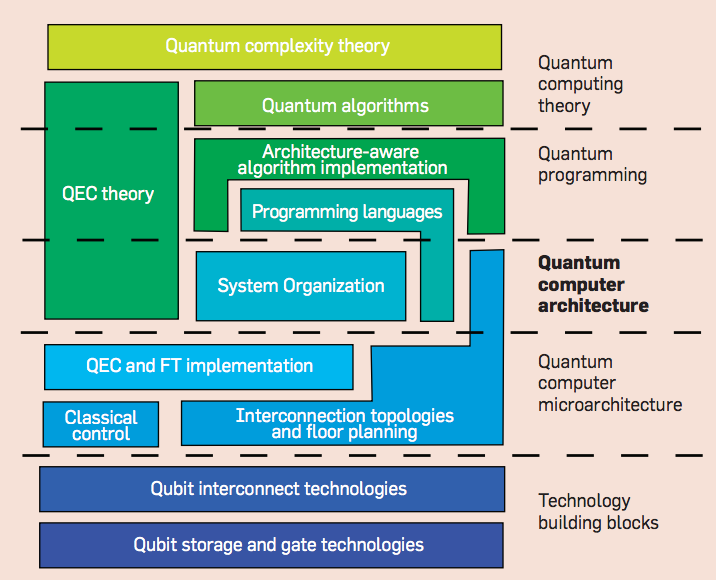 Quantum complexity theory
Quantum algorithms
Quantum
computing
theory
QEC theory
Architecture-aware
algorithm implementation
Programming languages
Quantum
programming
System Organization
Quantum
computer
architecture
QEC and FT implementation
Classical
control
Interconnection topologies
and floor planning
Quantum
computer
microarchitecture
Qubit interconnect technologies
Qubit storage and gate technologies
Technology
building blocks